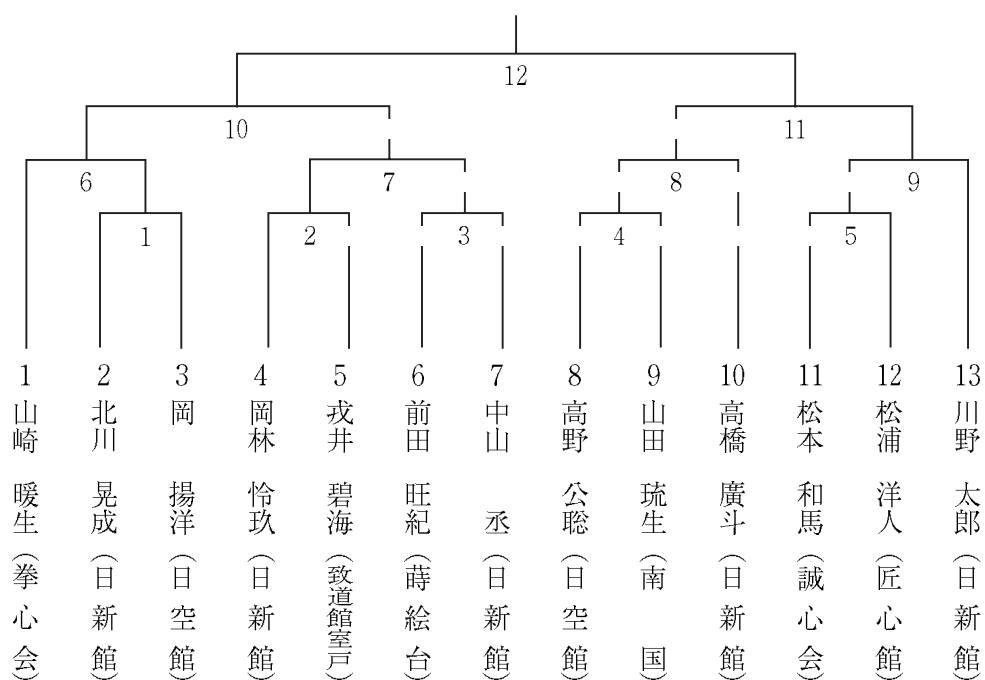 12
10
11
6
7
8
9
1
2
3
4
5
1 山崎 暖生（拳心会）
2 北川 晃成（日新館）
3 岡 揚洋（日空館）
4 岡林 怜玖（日新館）
5 戎井 碧海（致道館室戸）
6 前田 旺紀（蒔絵台）
7 中山 丞（日新館）
8 高野 公聡（日空館）
9 山田 琉生（南国）
10 高橋 廣斗（日新館）
11 松本 和馬（誠心会）
12 松浦 洋人（匠心館）
13 川野 太郎（日新館）